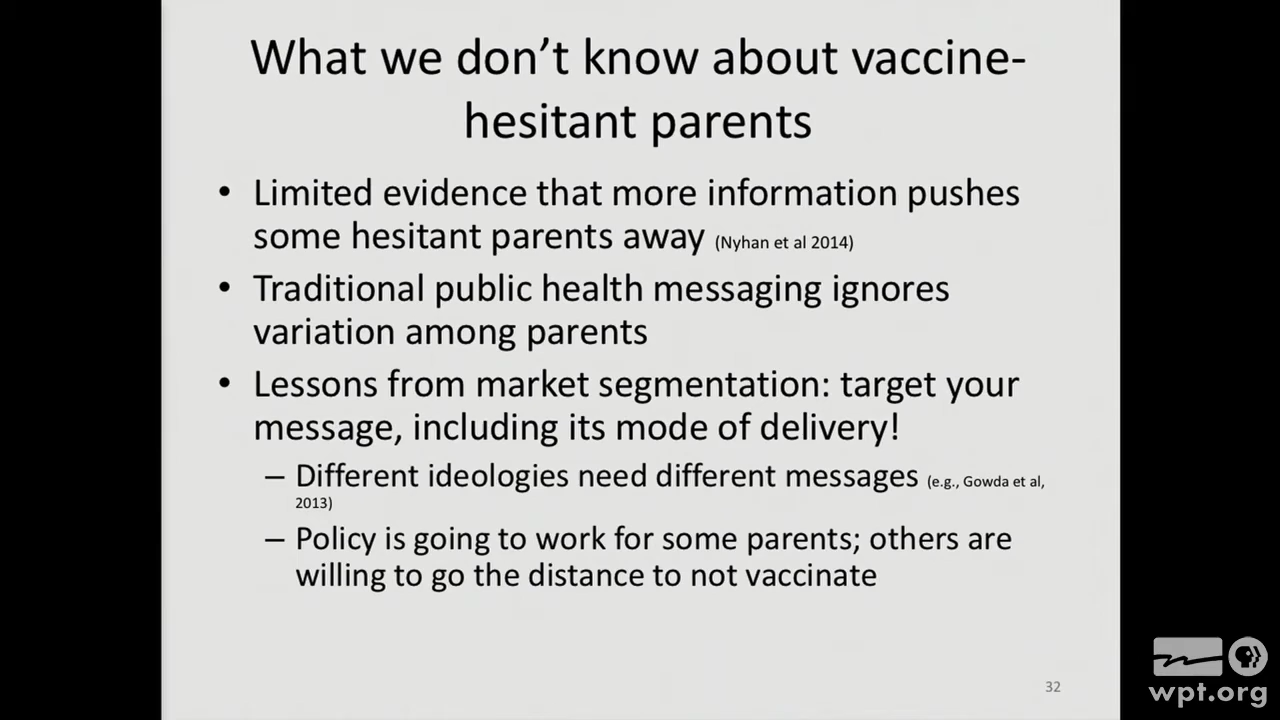 What we don't know about vaccine-
hesitant parents
• Limited evidence that more information pushes
some hesitant parents away (Nyhan et al 2014)
• Traditional public health messaging ignores
variation among parents
• Lessons from market segmentation: target your
message, including its mode of delivery!
– Different ideologies need different messages (e.g., Gowda et al,
2013)
– Policy is going to work for some parents; others are
willing to go the distance to not vaccinate
32
wpt.org